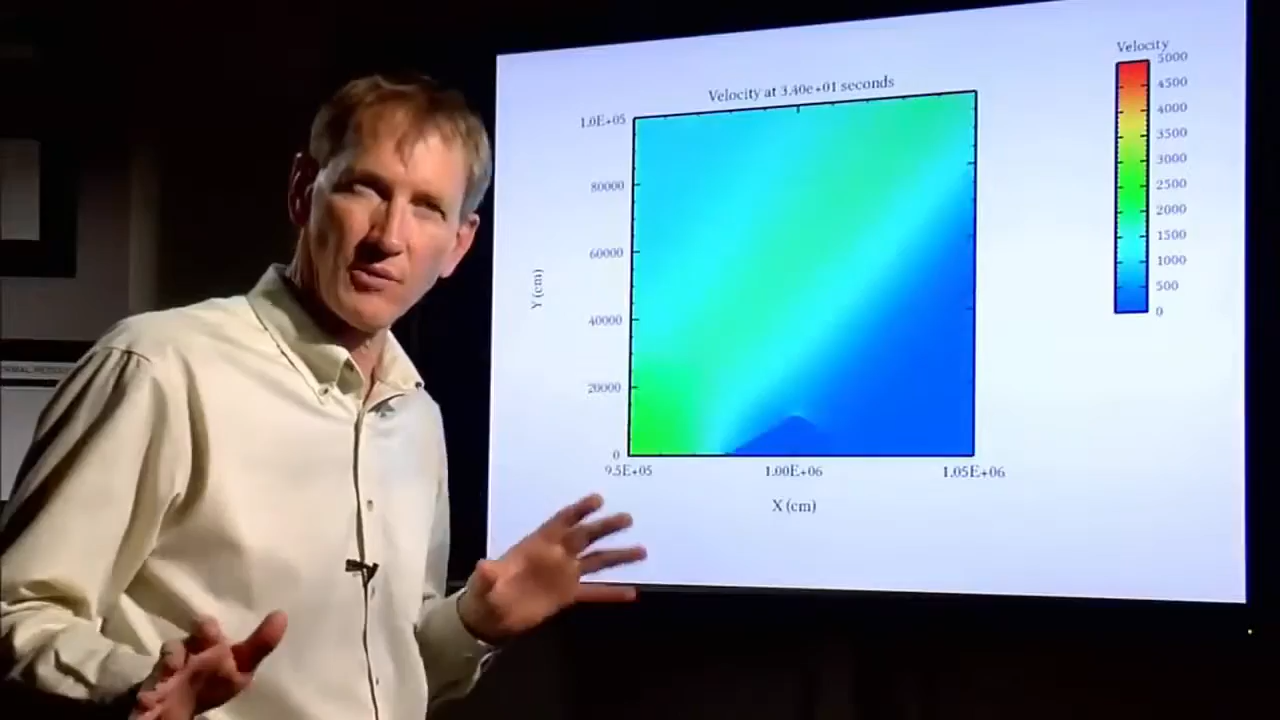 Velocity
Velocity at 3.40e+01 seconds
5000
4500
4000
3500
3000
2500
2000
1500
1000
500
0
1.0E+05
80000
60000
40000
20000
0
Y (cm)
9.5E+05 1.00E+06 1.05E+06
X (cm)